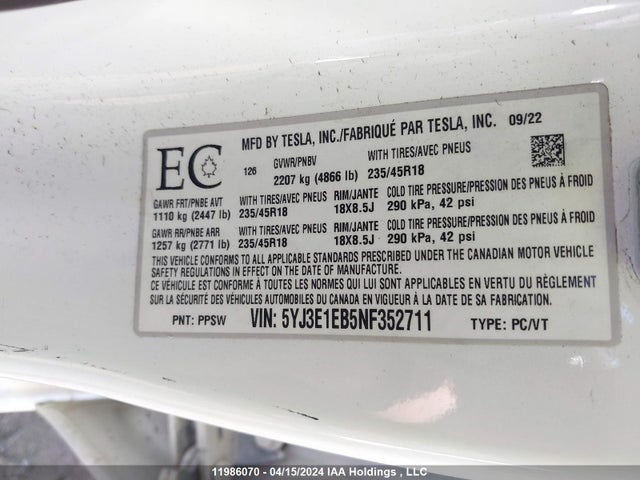 MFD BY TESLA, INC./FABRIQUÉ PAR TESLA, INC. 09/22
EC
126
GVWR/PNBV WITH TIRES/AVEC PNEUS
2207 kg (4866 lb) 235/45R18
GAWR FRT/PNBE AVT WITH TIRES/AVEC PNEUS RIM/JANTE COLD TIRE PRESSURE/PRESSION DES PNEUS À FROID
1110 kg (2447 lb) 235/45R18 18X8.5J 290 kPa, 42 psi
GAWR RR/PNBE ARR WITH TIRES/AVEC PNEUS RIM/JANTE COLD TIRE PRESSURE/PRESSION DES PNEUS À FROID
1257 kg (2771 lb) 235/45R18 18X8.5J 290 kPa, 42 psi
THIS VEHICLE CONFORMS TO ALL APPLICABLE STANDARDS PRESCRIBED UNDER THE CANADIAN MOTOR VEHICLE
SAFETY REGULATIONS IN EFFECT ON THE DATE OF MANUFACTURE
CE VÉHICULE EST CONFORME À TOUTES LES NORMES QUI LUI SONT APPLICABLES EN VERTU DU RÈGLEMENT
SUR LA SÉCURITÉ DES VÉHICULES AUTOMOBILES DU CANADA EN VIGUEUR À LA DATE DE SA FABRICATION
PNT: PPSW VIN: 5YJ3E1EB5NF352711 TYPE: PC/VT
11986070 - 04/15/2024 IAA Holdings , LLC